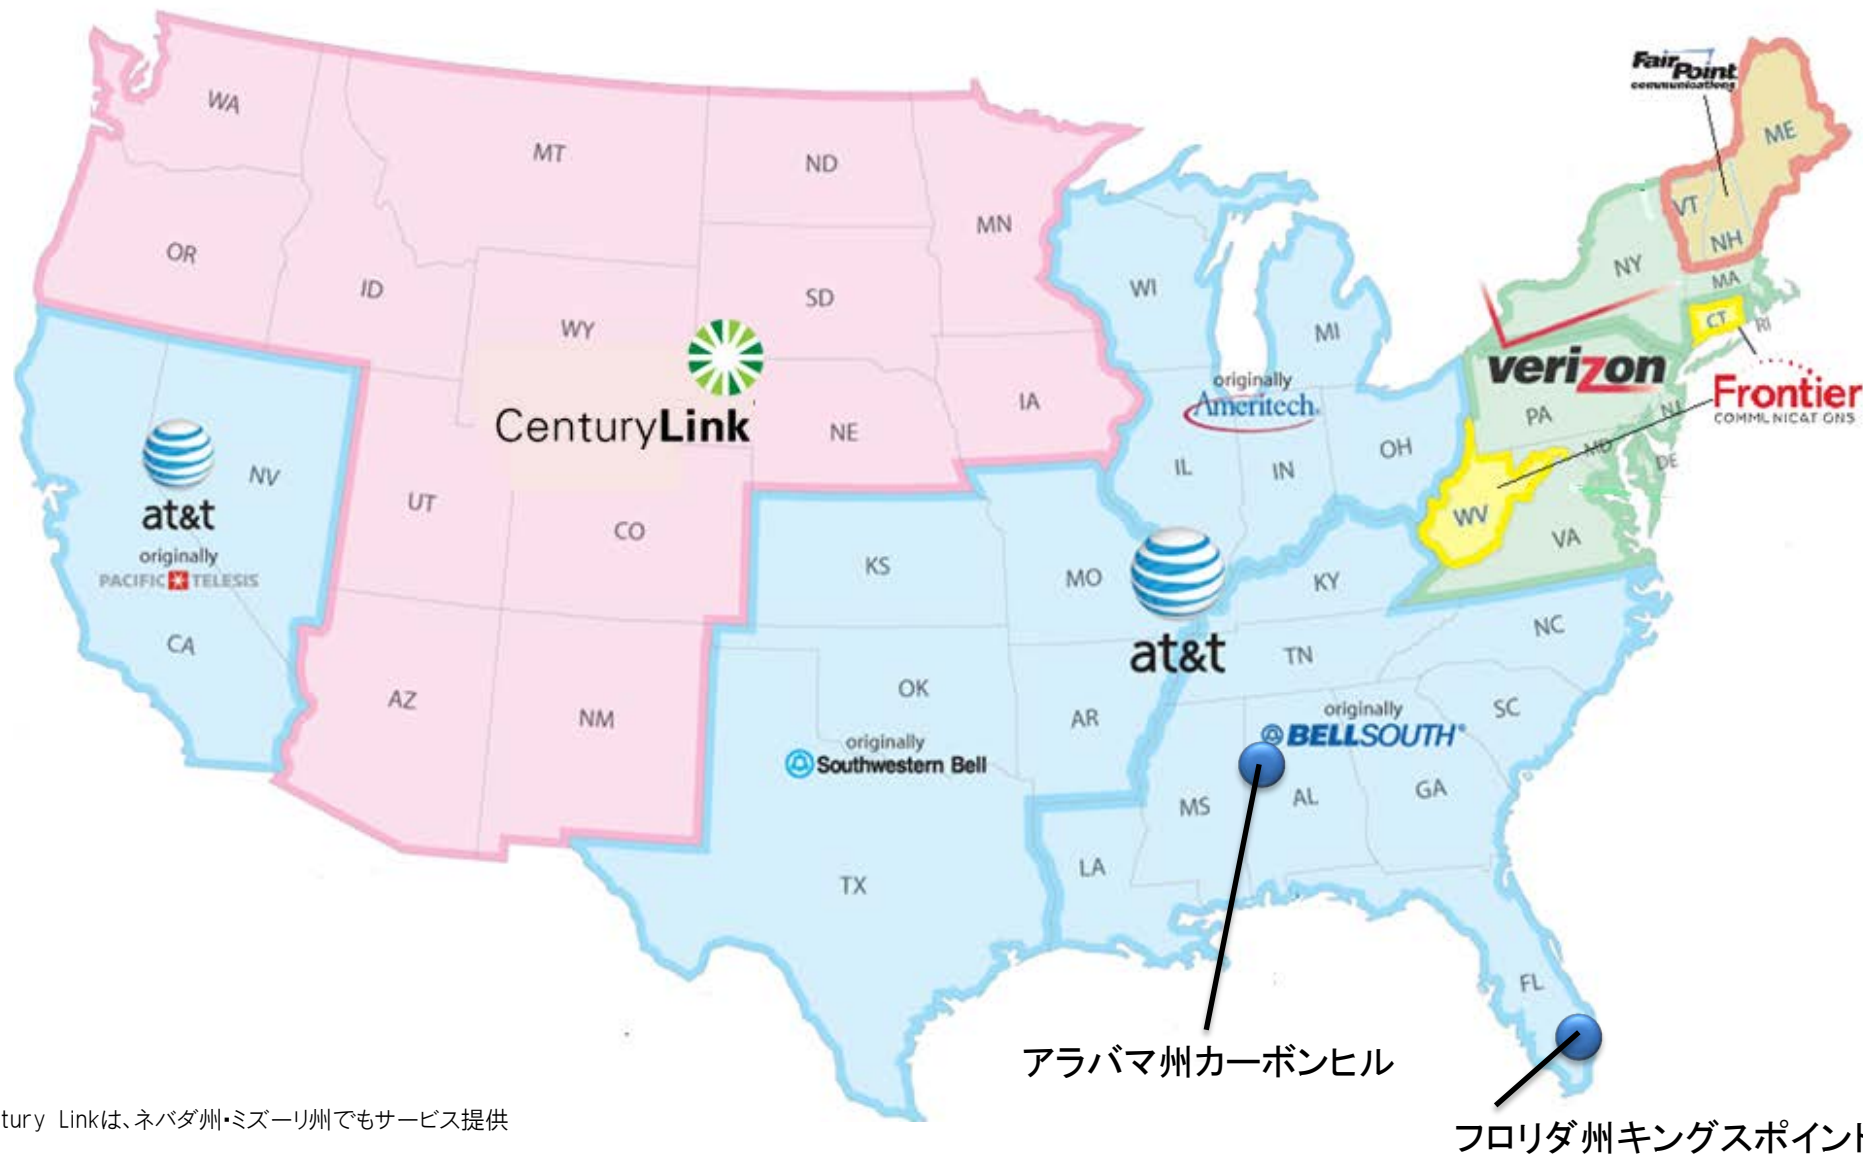 WA
MT
ND
MN
OR
ID
WY
SD
WI
MI
FairPoint
communications
ME
VT
NH
NY
MA
CT
RI
CenturyLink
IA
NE
originally
Ameritech
verizon
PA
NJ
Frontier
COMMUNICATIONS
MD
DE
at&t
originally
PACIFIC TELESIS
NV
CA
UT
CO
KS
MO
IL
IN
OH
WV
VA
at&t
KY
TN
NC
AZ
NM
OK
AR
originally
Southwestern Bell
originally
BELLSOUTH
SC
MS
AL
GA
TX
LA
FL
アラバマ州カーボンヒル
tury Linkは、ネバダ州・ミズーリ州でもサービス提供
フロリダ州キングスポイント